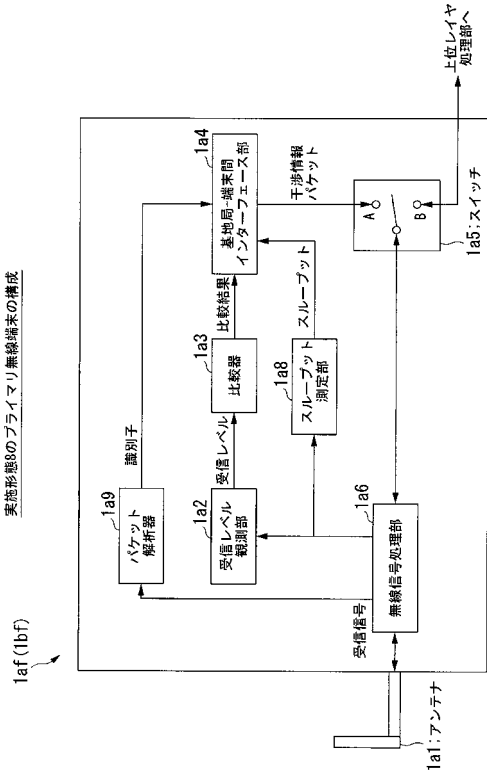 実施形態8のプライマリ無線端末の構成
1af(1bf)
1a9
パケット
解析器
識別子
1a2
受信レベル
観測部
受信レベル
1a3
比較器
比較結果
1a4
基地局-端末間
インターフェース部
1a8
スループット
測定部
スループット
干渉情報
パケット
受信信号
1a6
無線信号処理部
A
B
1a5;スイッチ
上位レイヤ
処理部へ
1a1;アンテナ